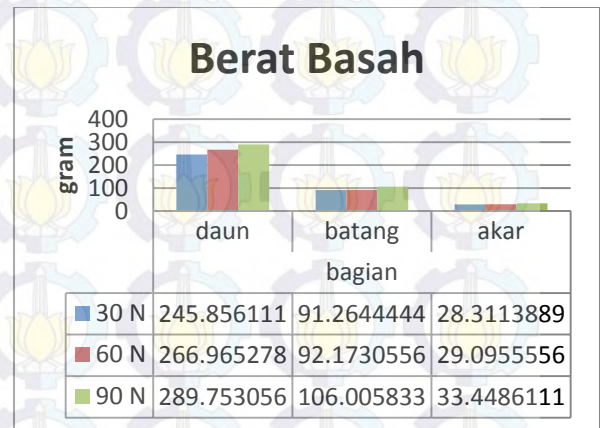 Berat Basah
gram
400
300
200
100
0
daun batang akar
bagian
30 N 245.856111 91.2644444 28.3113889
60 N 266.965278 92.1730556 29.0955556
90 N 289.753056 106.005833 33.4486111